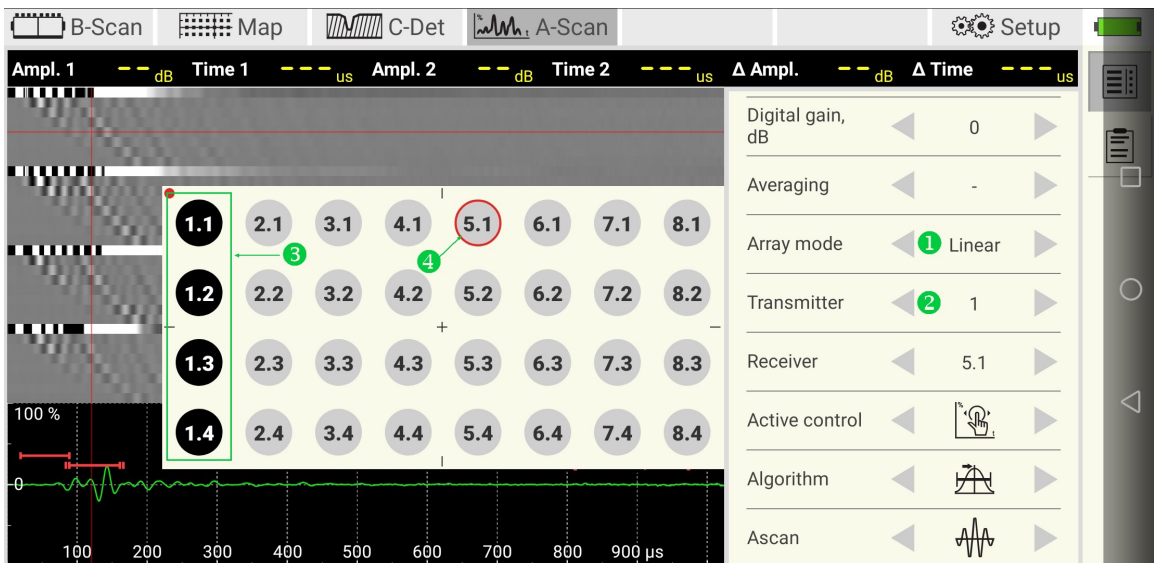 B-Scan Map C-Det A-Scan Setup
Ampl. 1 -- dB Time 1 --- us Ampl. 2 -- dB Time 2 --- us Δ Ampl. -- dB Δ Time --- us
Digital gain, dB 0
Averaging -
Array mode 1 Linear
Transmitter 2 1
Receiver 5.1
Active control % t
Algorithm
Ascan
1.1 2.1 3.1 4.1 5.1 6.1 7.1 8.1
3 4
1.2 2.2 3.2 4.2 5.2 6.2 7.2 8.2
1.3 2.3 3.3 4.3 5.3 6.3 7.3 8.3
1.4 2.4 3.4 4.4 5.4 6.4 7.4 8.4
100 %
0
100 200 300 400 500 600 700 800 900 µs